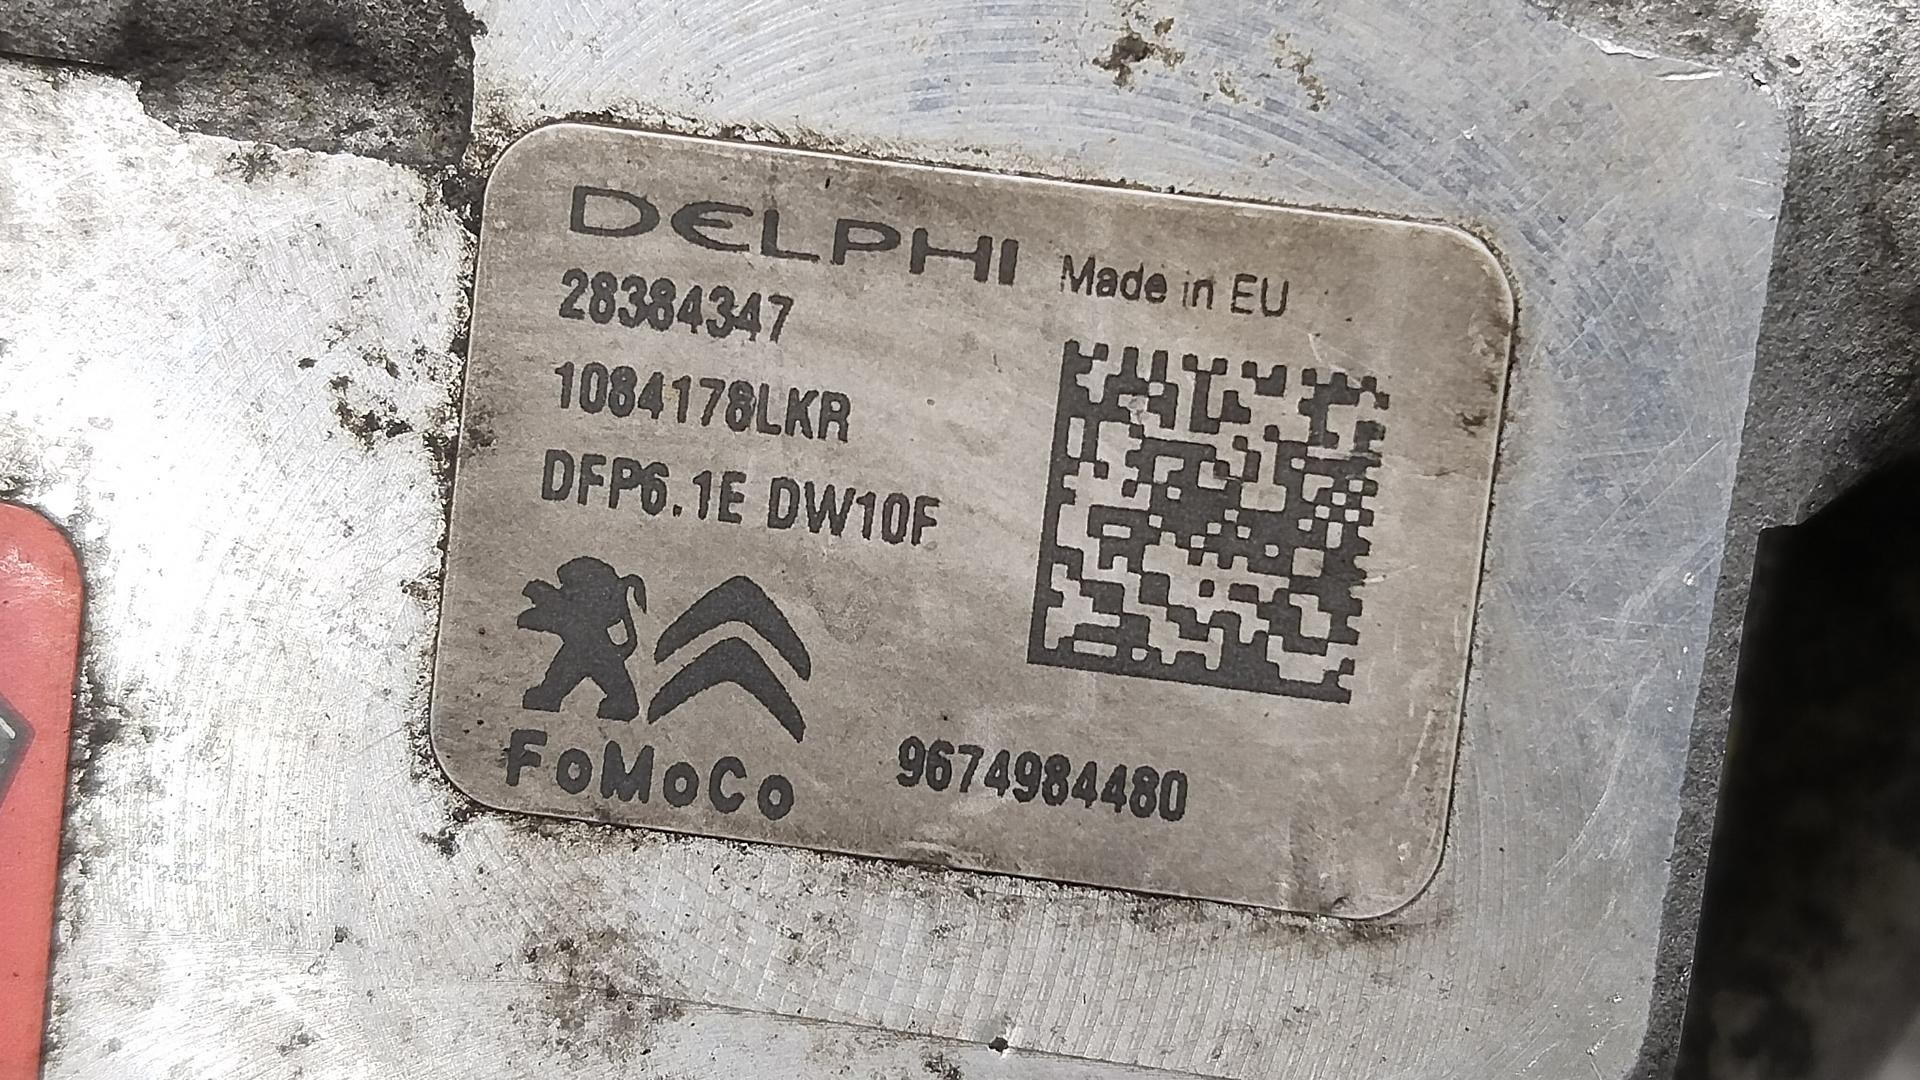 DELPHI Made in EU
28384347
1084178LKR
DFP6.1E DW10F
FoMoCo 9674984480